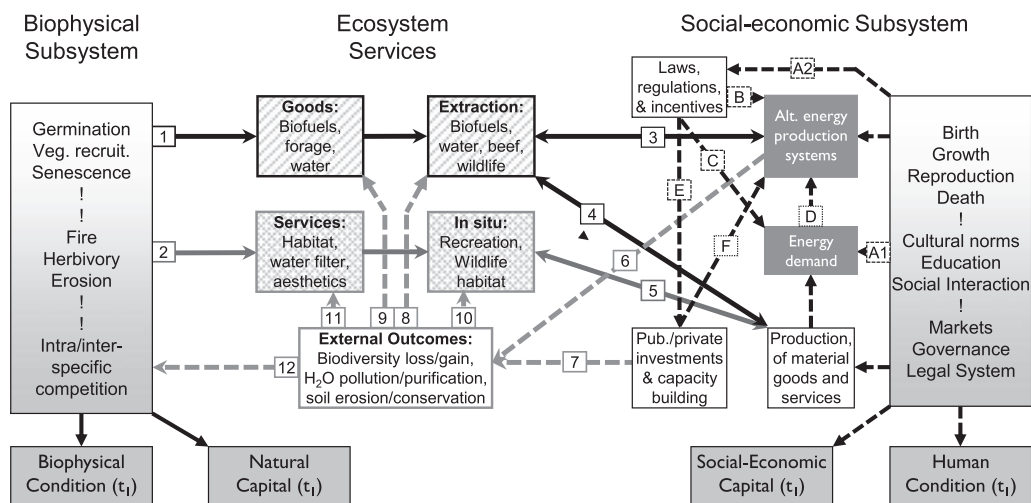 Biophysical
Subsystem
Ecosystem
Services
Social-economic Subsystem
Germination
Veg. recruit.
Senescence
!
!
Fire
Herbivory
Erosion
!
!
Intra/inter-
specific
competition
1
2
Goods:
Biofuels,
forage,
water
Extraction:
Biofuels,
water, beef,
wildlife
Services:
Habitat,
water filter,
aesthetics
In situ:
Recreation,
Wildlife
habitat
11
9
8
10
External Outcomes:
Biodiversity loss/gain,
H₂O pollution/purification,
soil erosion/conservation
12
3
4
6
5
7
Laws,
regulations,
& incentives
A2
B
C
E
F
D
A1
Alt. energy
production
systems
Energy
demand
Pub./private
investments
& capacity
building
Production,
of material
goods and
services
Birth
Growth
Reproduction
Death
!
Cultural norms
Education
Social Interaction
!
Markets
Governance
Legal System
Biophysical
Condition (t₁)
Natural
Capital (t₁)
Social-Economic
Capital (t₁)
Human
Condition (t₁)